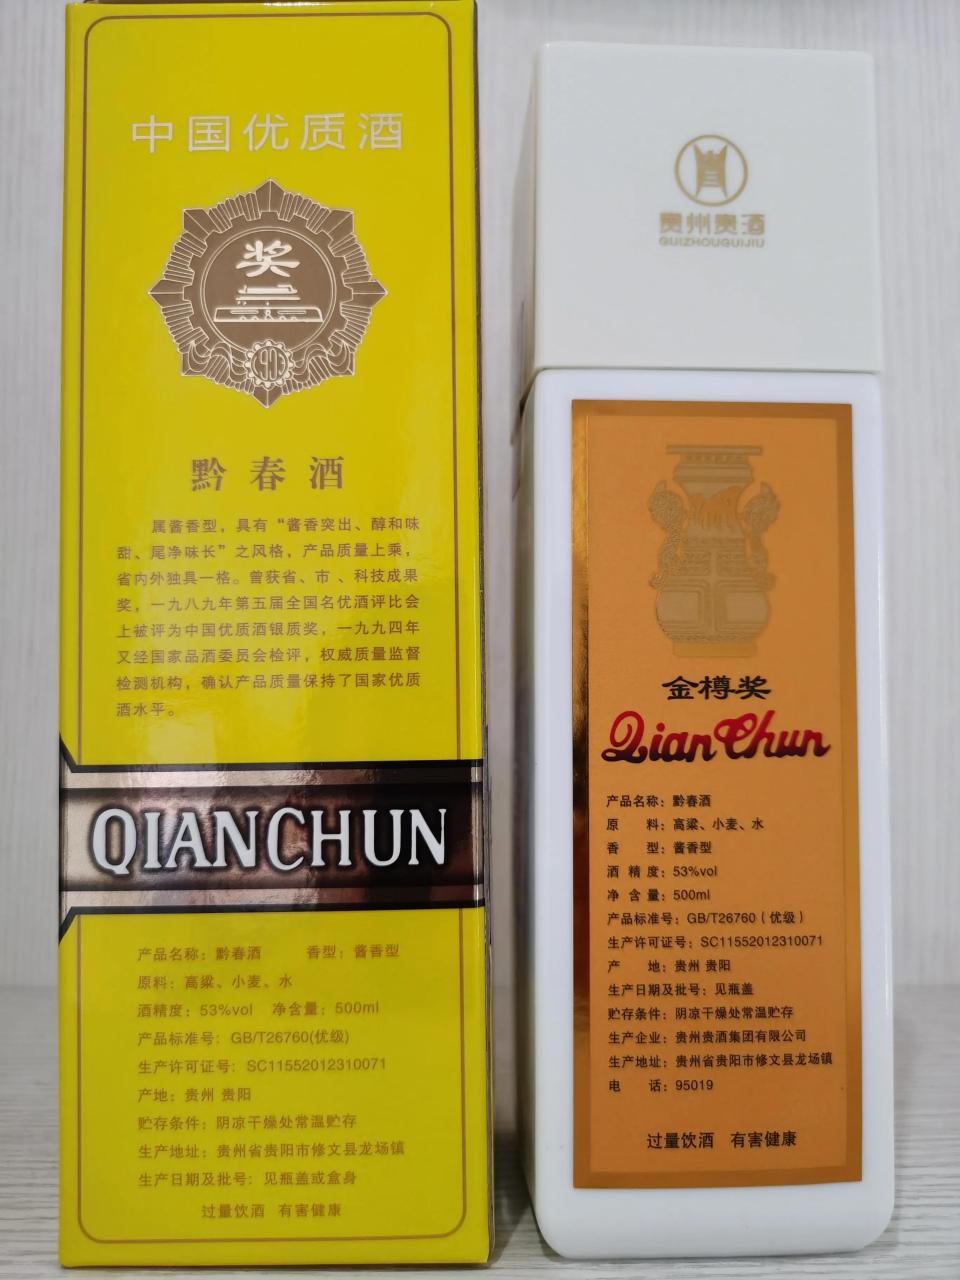 中国优质酒
奖
黔春酒
属酱香型，具有“酱香突出、醇和味
甜、尾净味长”之风格，产品质量上乘，
省内外独具一格。曾获省、市、科技成果
奖，一九八九年第五届全国名优酒评比会
上被评为中国优质酒银质奖，一九九四年
又经国家品酒委员会检评，权威质量监督
检测机构，确认产品质量保持了国家优质
酒水平。
QIANCHUN
产品名称：黔春酒 香型：酱香型
原料：高粱、小麦、水
酒精度：53%vol 净含量：500ml
产品标准号：GB/T26760(优级)
生产许可证号：SC11552012310071
产地：贵州 贵阳
贮存条件：阴凉干燥处常温贮存
生产地址：贵州省贵阳市修文县龙场镇
生产日期及批号：见瓶盖或盒身
过量饮酒 有害健康
贵州贵酒
GUIZHOUGUIJIU
金樽奖
QianChun
产品名称：黔春酒
原 料：高粱、小麦、水
香 型：酱香型
酒 精 度：53%vol
净 含 量：500ml
产品标准号：GB/T26760（优级）
生产许可证号：SC11552012310071
产 地：贵州 贵阳
生产日期及批号：见瓶盖
贮存条件：阴凉干燥处常温贮存
生产企业：贵州贵酒集团有限公司
生产地址：贵州省贵阳市修文县龙场镇
电 话：95019
过量饮酒 有害健康